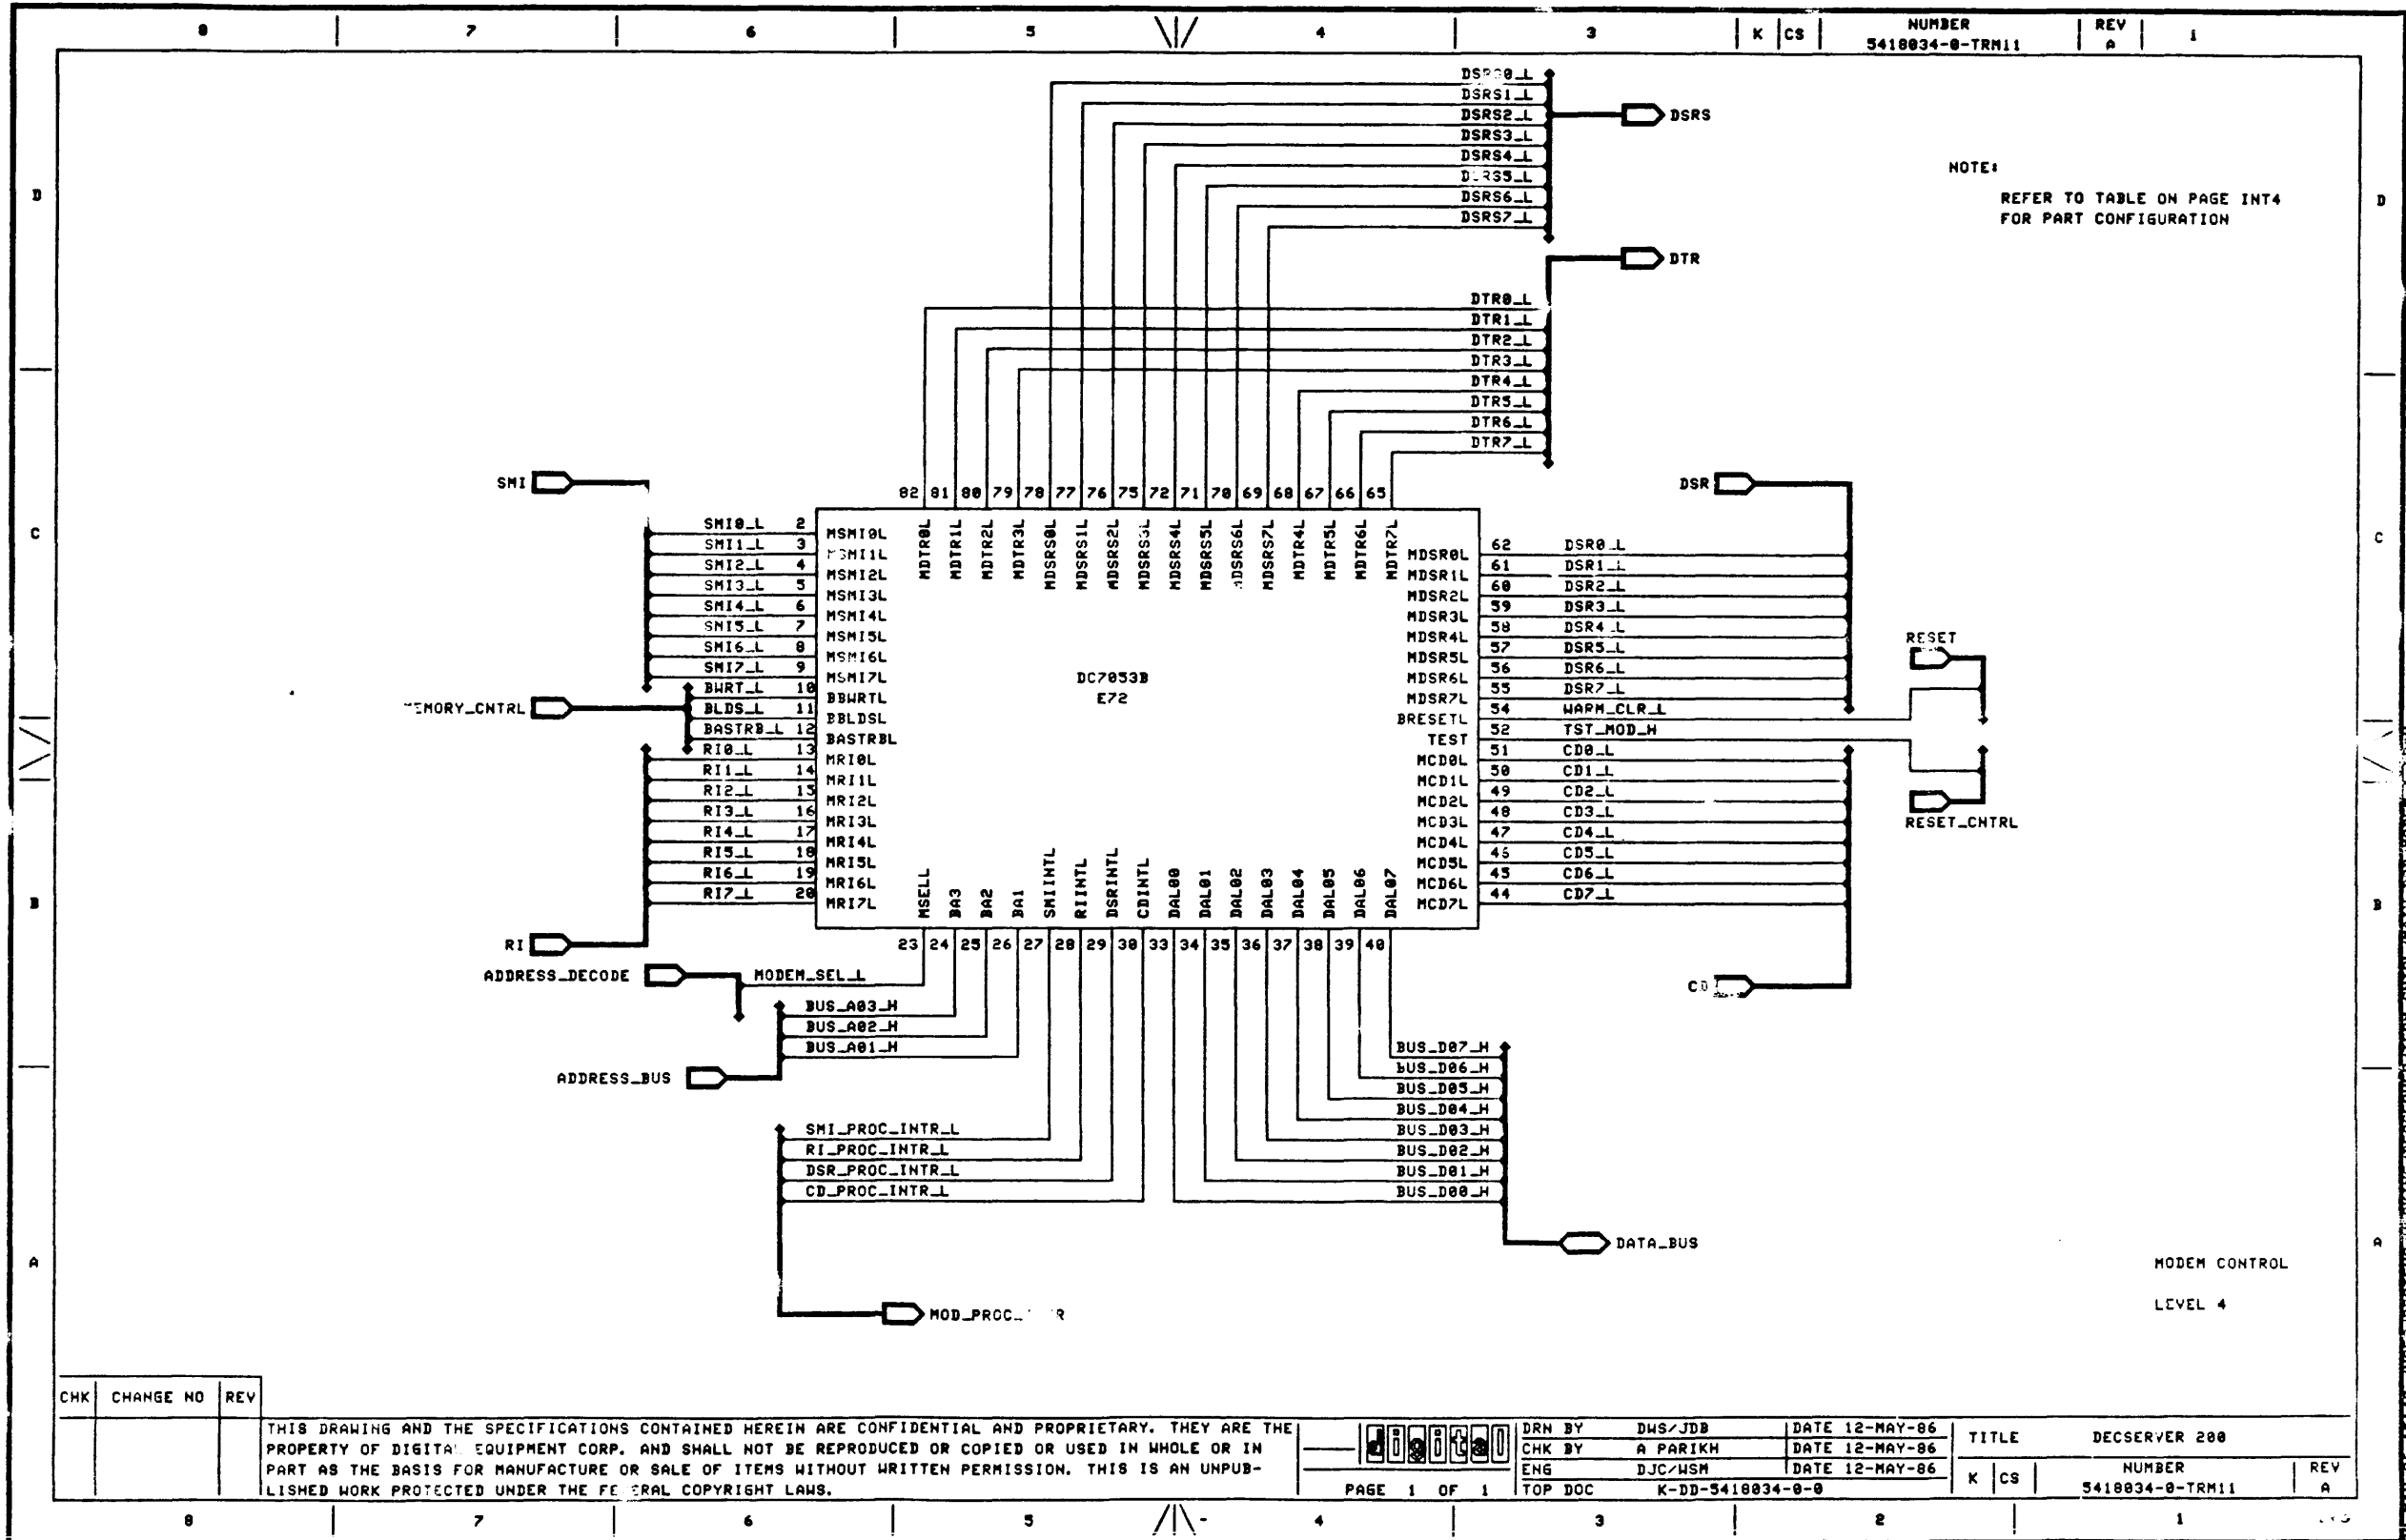 8 7 6 5 4 3 K CS NUMBER 5418034-0-TRM11 REV A 1
DSRS1_L
DSRS2_L
DSRS3_L
DSRS4_L
DSRS6_L
DSRS7_L
DSRS
NOTE:
REFER TO TABLE ON PAGE INT4
FOR PART CONFIGURATION
D D
DTR
DTR0_L
DTR1_L
DTR2_L
DTR3_L
DTR4_L
DTR5_L
DTR6_L
DTR7_L
SMI
DSR
82 81 80 79 78 77 76 75 72 71 70 69 68 67 66 65
MDTR0L MDTR1L MDTR2L MDTR3L MDSRS0L MDSRS1L MDSRS2L MDSRS3L MDSRS4L MDSRS5L MDSRS6L MDSRS7L MDTR4L MDTR5L MDTR6L MDTR7L
C C
SMI0_L 2 MSMI0L
SMI1_L 3 MSMI1L
SMI2_L 4 MSMI2L
SMI3_L 5 MSMI3L
SMI4_L 6 MSMI4L
SMI5_L 7 MSMI5L
SMI6_L 8 MSMI6L
SMI7_L 9 MSMI7L
MEMORY_CNTRL
BWRT_L 10 BBWRTL
BLDS_L 11 BBLDSL
BASTRB_L 12 BASTRBL
RI0_L 13 MRI0L
RI1_L 14 MRI1L
RI2_L 15 MRI2L
RI3_L 16 MRI3L
RI4_L 17 MRI4L
RI5_L 18 MRI5L
RI6_L 19 MRI6L
RI7_L 20 MRI7L
DC7053B
E72
MDSR0L 62 DSR0_L
MDSR1L 61 DSR1_L
MDSR2L 60 DSR2_L
MDSR3L 59 DSR3_L
MDSR4L 58 DSR4_L
MDSR5L 57 DSR5_L
MDSR6L 56 DSR6_L
MDSR7L 55 DSR7_L
BRESETL 54 WARM_CLR_L
TEST 52 TST_MOD_H
MCD0L 51 CD0_L
MCD1L 50 CD1_L
MCD2L 49 CD2_L
MCD3L 48 CD3_L
MCD4L 47 CD4_L
MCD5L 46 CD5_L
MCD6L 45 CD6_L
MCD7L 44 CD7_L
RESET
RESET_CNTRL
B B
MSELL BA3 BA2 BA1 SMIINTL RIINTL DSRINTL CDINTL DAL00 DAL01 DAL02 DAL03 DAL04 DAL05 DAL06 DAL07
23 24 25 26 27 28 29 30 33 34 35 36 37 38 39 40
RI
ADDRESS_DECODE
MODEM_SEL_L
CD
BUS_A03_H
BUS_A02_H
BUS_A01_H
ADDRESS_BUS
BUS_D07_H
BUS_D06_H
BUS_D05_H
BUS_D04_H
BUS_D03_H
BUS_D02_H
BUS_D01_H
BUS_D00_H
SMI_PROC_INTR_L
RI_PROC_INTR_L
DSR_PROC_INTR_L
CD_PROC_INTR_L
DATA_BUS
A A
MODEM CONTROL
LEVEL 4
CHK CHANGE NO REV
THIS DRAWING AND THE SPECIFICATIONS CONTAINED HEREIN ARE CONFIDENTIAL AND PROPRIETARY. THEY ARE THE
PROPERTY OF DIGITAL EQUIPMENT CORP. AND SHALL NOT BE REPRODUCED OR COPIED OR USED IN WHOLE OR IN
PART AS THE BASIS FOR MANUFACTURE OR SALE OF ITEMS WITHOUT WRITTEN PERMISSION. THIS IS AN UNPUB-
LISHED WORK PROTECTED UNDER THE FEDERAL COPYRIGHT LAWS.
digital
PAGE 1 OF 1
DRN BY DWS/JDB DATE 12-MAY-86
CHK BY A PARIKH DATE 12-MAY-86
ENG DJC/WSM DATE 12-MAY-86
TOP DOC K-DD-5418034-0-0
TITLE DECSERVER 200
K CS NUMBER 5418034-0-TRM11 REV A
8 7 6 5 4 3 2 1